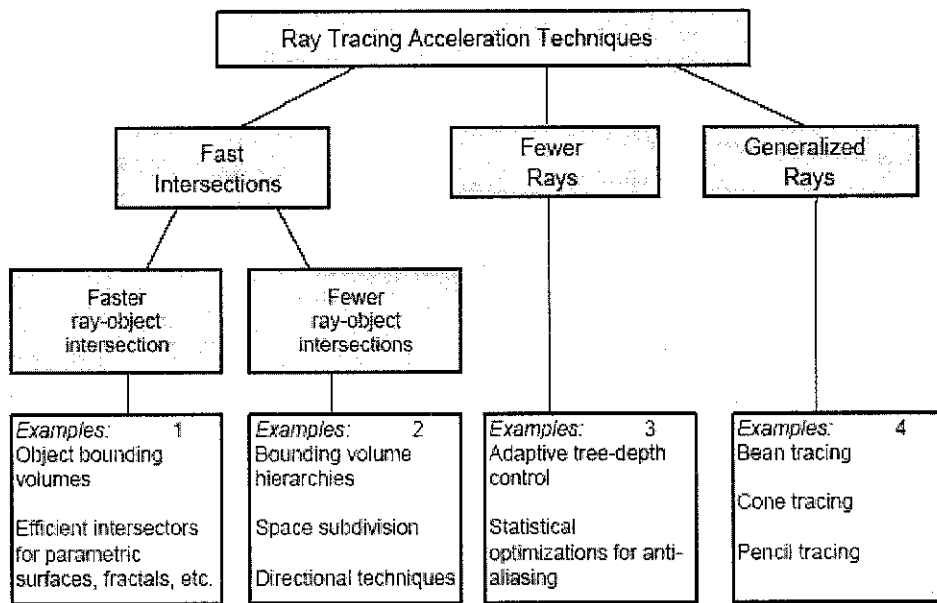 Ray Tracing Acceleration Techniques
Fast
Intersections
Fewer
Rays
Generalized
Rays
Faster
ray-object
intersection
Fewer
ray-object
intersections
Examples: 1
Object bounding
volumes
Efficient intersectors
for parametric
surfaces, fractals, etc.
Examples: 2
Bounding volume
hierarchies
Space subdivision
Directional techniques
Examples: 3
Adaptive tree-depth
control
Statistical
optimizations for anti-
aliasing
Examples: 4
Bean tracing
Cone tracing
Pencil tracing